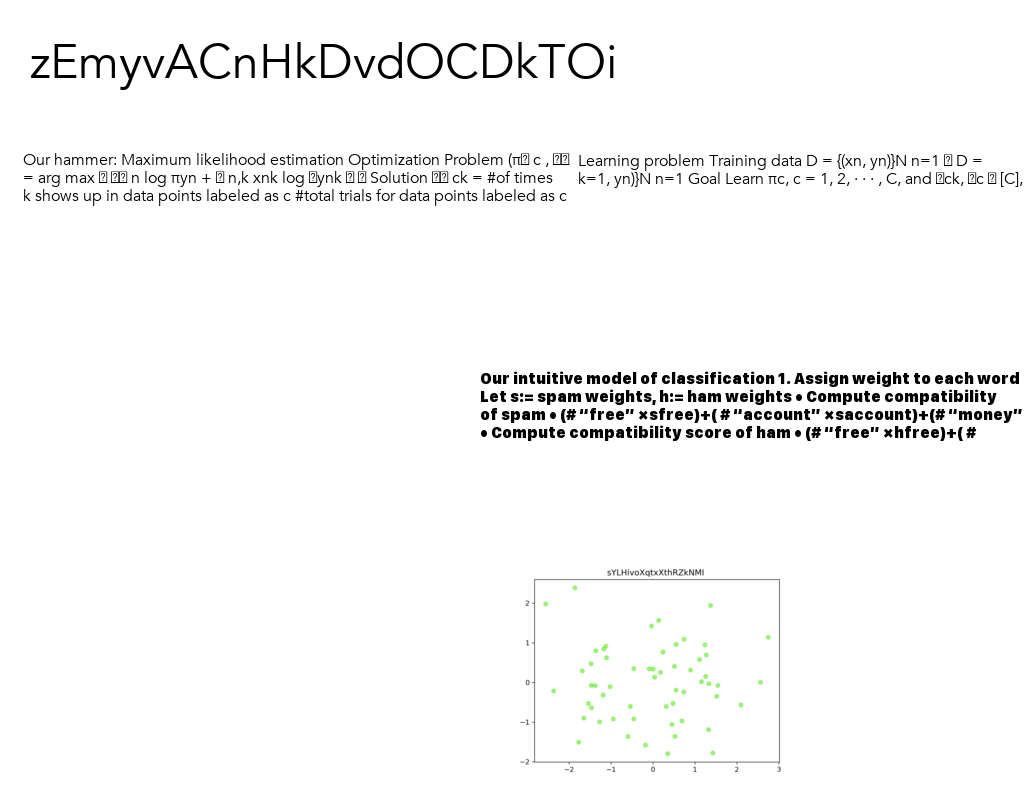 zEmyvACnHkDvdOCDkTOi
Our hammer: Maximum likelihood estimation Optimization Problem (π c ,
= arg max n log πyn + n,k xnk log ynk Solution ck = #of times
k shows up in data points labeled as c #total trials for data points labeled as c
Learning problem Training data D = {(xn, yn)}N n=1 D =
k=1, yn)}N n=1 Goal Learn πc, c = 1, 2, · · · , C, and ck, c [C],
Our intuitive model of classification 1. Assign weight to each word
Let s:= spam weights, h:= ham weights • Compute compatibility
of spam • (# "free" ×sfree)+( # "account" ×saccount)+(# "money"
• Compute compatibility score of ham • (# "free" ×hfree)+( #
sYLHivoXqtxXthRZkNMI
2
1
0
−1
−2
−2 −1 0 1 2 3